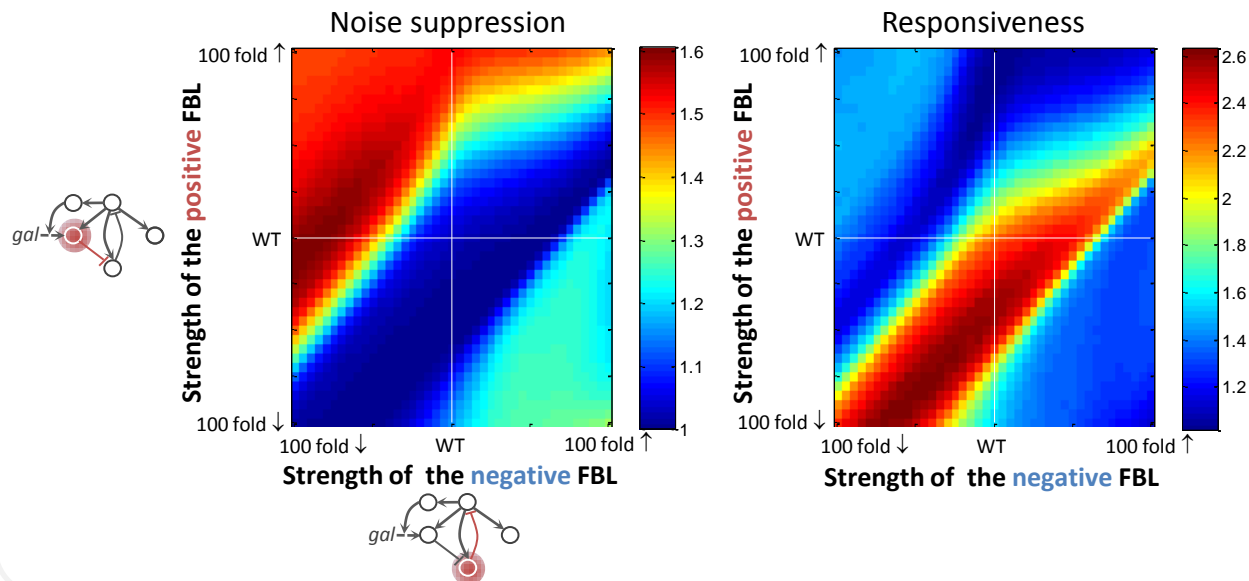 Noise suppression
Responsiveness
100 fold ↑
WT
100 fold ↓
Strength of the positive FBL
gal
1.6
1.5
1.4
1.3
1.2
1.1
1
100 fold ↓
WT
100 fold ↑
Strength of the negative FBL
gal
100 fold ↑
WT
100 fold ↓
Strength of the positive FBL
2.6
2.4
2.2
2
1.8
1.6
1.4
1.2
100 fold ↓
WT
100 fold ↑
Strength of the negative FBL